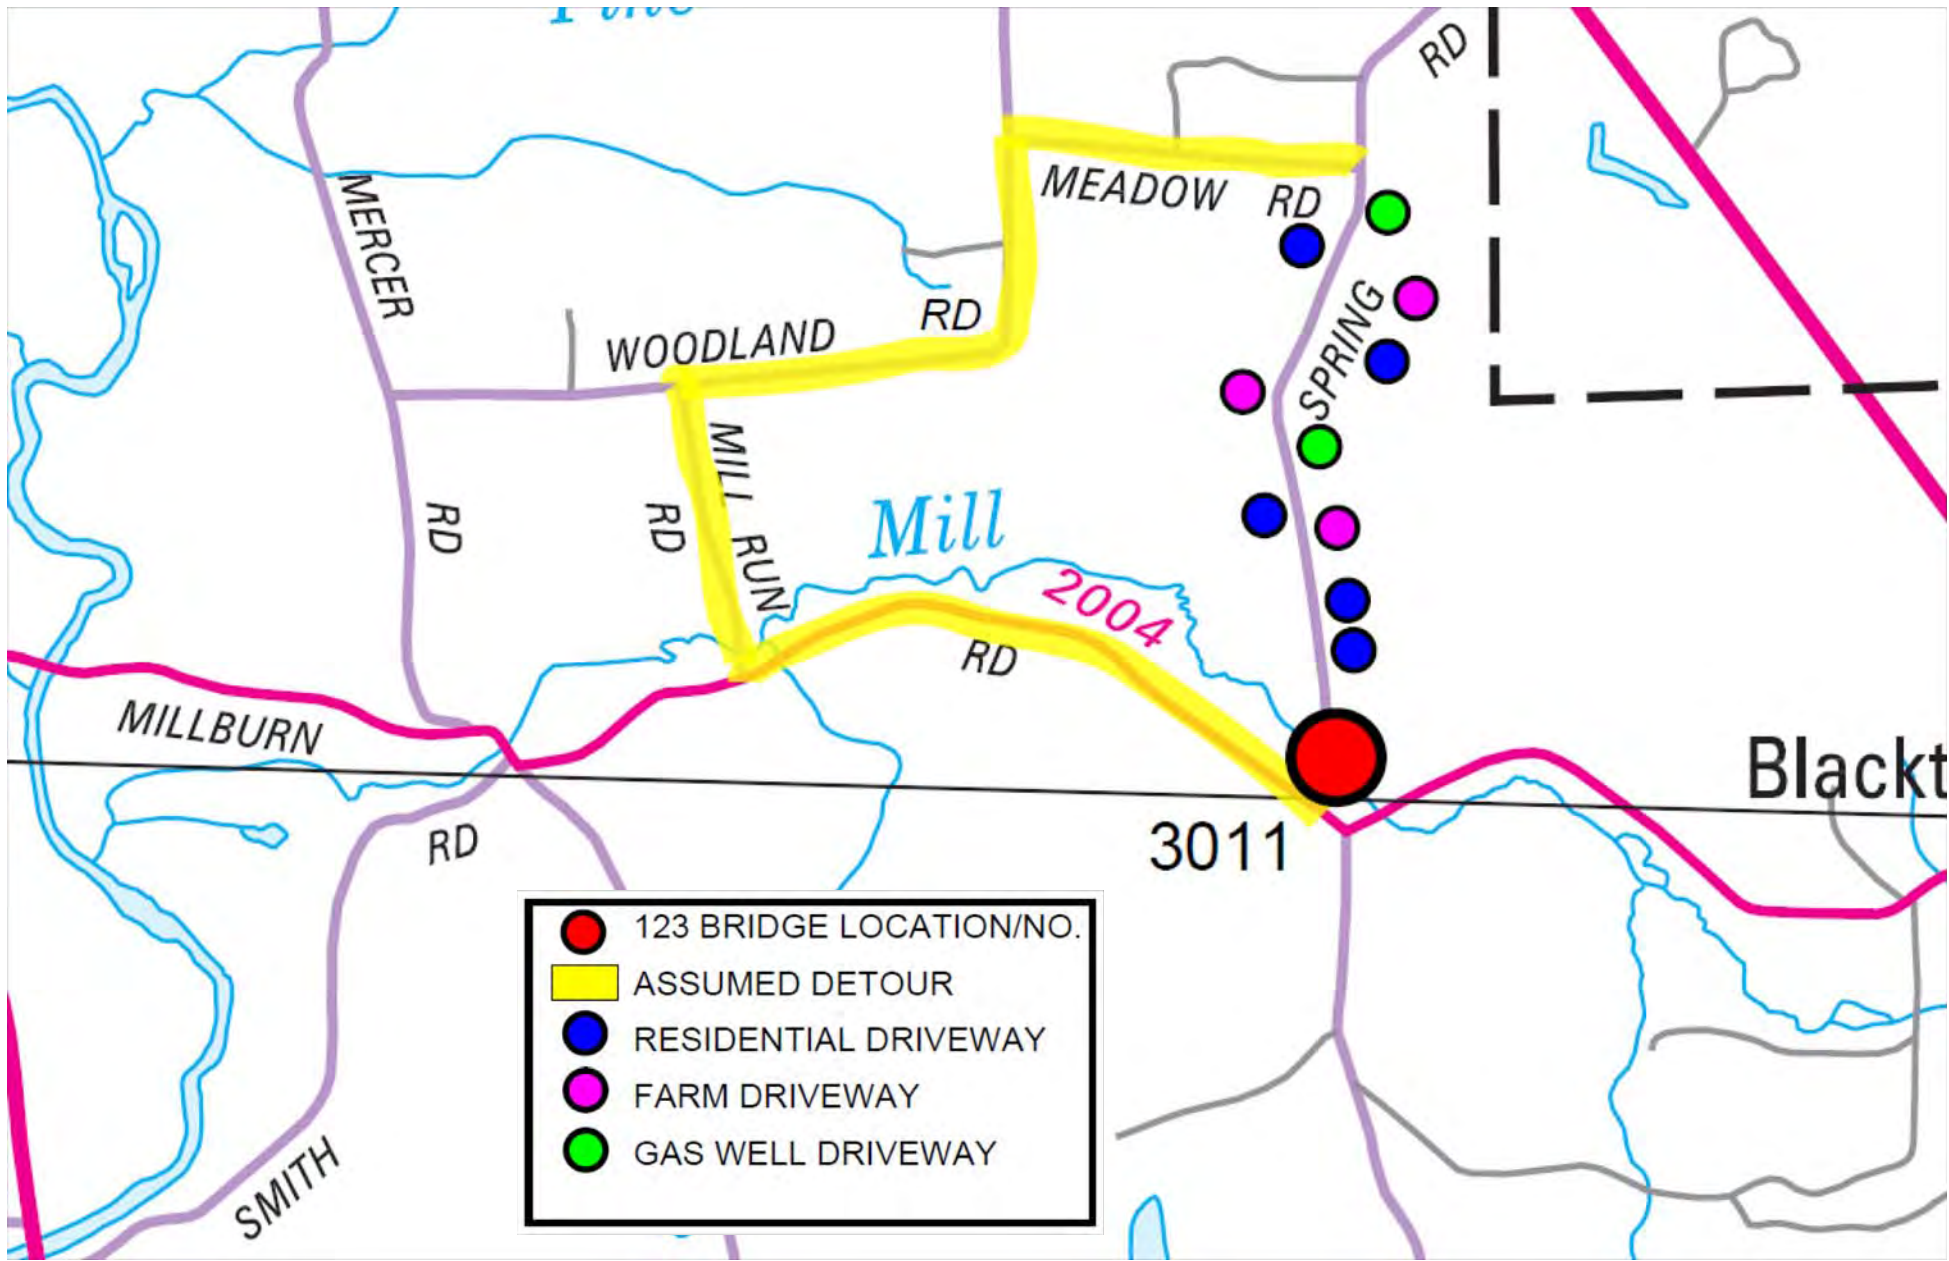 RD
MEADOW RD
MERCER
RD
WOODLAND
SPRING
MILL RUN
RD
RD
Mill
2004
RD
MILLBURN
Blackt
3011
RD
SMITH
123 BRIDGE LOCATION/NO.
ASSUMED DETOUR
RESIDENTIAL DRIVEWAY
FARM DRIVEWAY
GAS WELL DRIVEWAY